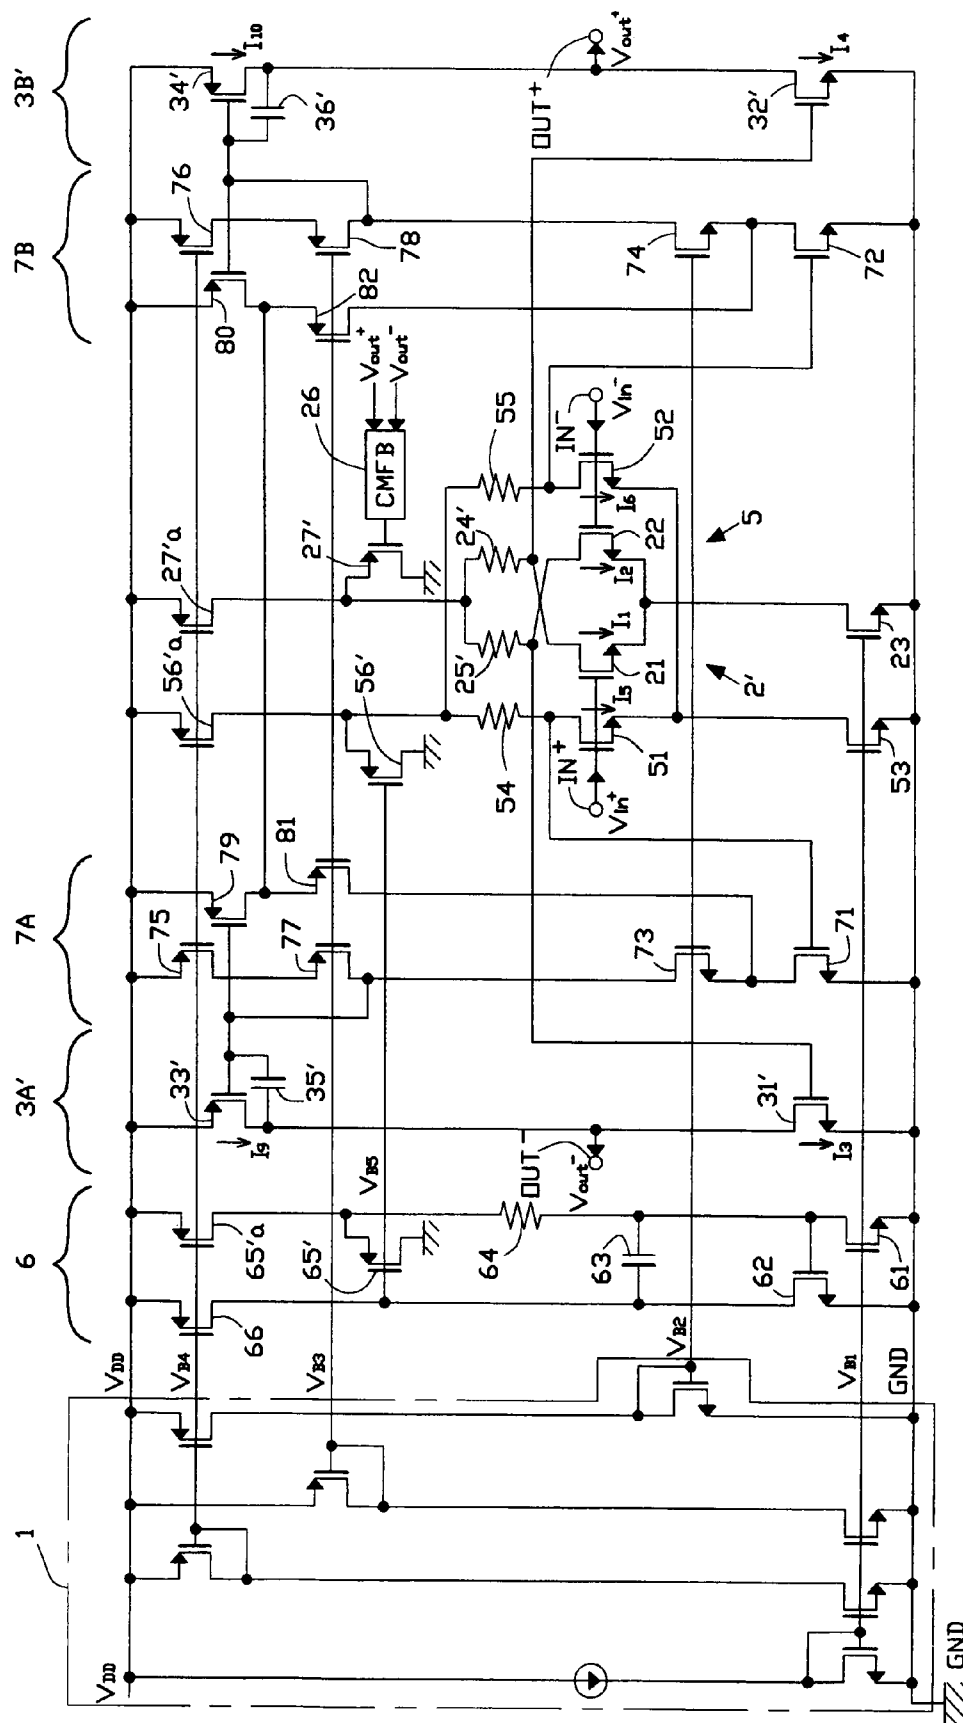 1
6
3A'
7A
7B
3B'
VDD
VDD
VB4
66
65'a
33'
I9
35'
75
79
56'a
27'a
80
76
34'
I10
36'
VB3
65'
VB5
77
81
56'
27'
26
CMFB
Vout+
Vout-
82
78
64
63
OUT-
Vout-
54
25'
24'
55
OUT+
Vout+
IN+
Vin+
I5
I1
I2
I6
IN-
Vin-
51
21
22
52
VB2
62
61
73
2'
5
74
31'
I3
71
53
23
72
32'
I4
VB1
GND
GND